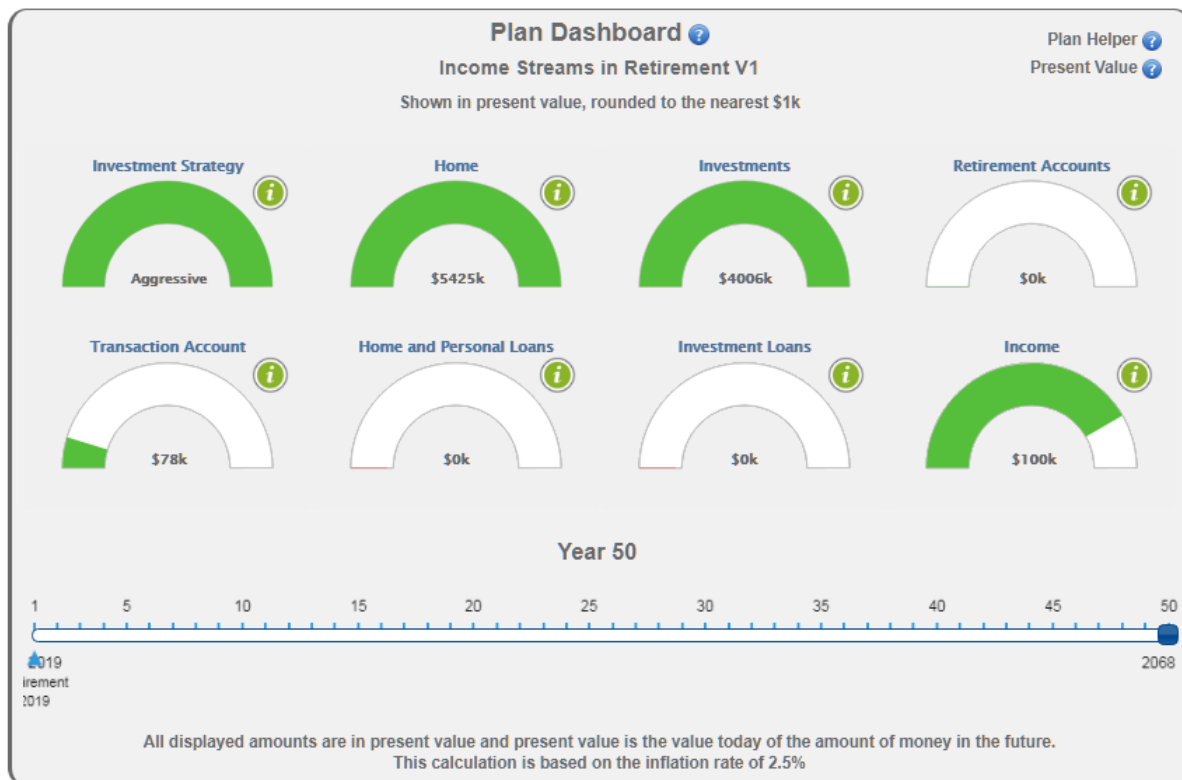 Plan Dashboard ?
Plan Helper ?
Income Streams in Retirement V1
Present Value ?
Shown in present value, rounded to the nearest $1k
Investment Strategy
Home
Investments
Retirement Accounts
i
i
i
i
Aggressive
$5425k
$4006k
$0k
Transaction Account
Home and Personal Loans
Investment Loans
Income
i
i
i
i
$78k
$0k
$0k
$100k
Year 50
1 5 10 15 20 25 30 35 40 45 50
2019
2068
irement
2019
All displayed amounts are in present value and present value is the value today of the amount of money in the future.
This calculation is based on the inflation rate of 2.5%